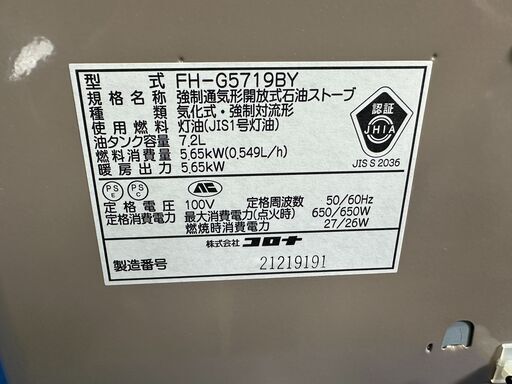 型式 FH-G5719BY
規格名称 強制通気形開放式石油ストーブ
種類 気化式・強制対流形
使用燃料 灯油(JIS1号灯油)
油タンク容量 7.2L
燃料消費量 5.65kW(0.549L/h)
暖房出力 5.65kW
認証
JHIA
JIS S 2036
PS E
PS C
定格電圧 100V 定格周波数 50/60Hz
定格消費電力 最大消費電力(点火時) 650/650W
燃焼時消費電力 27/26W
株式会社 コロナ
製造番号 21219191